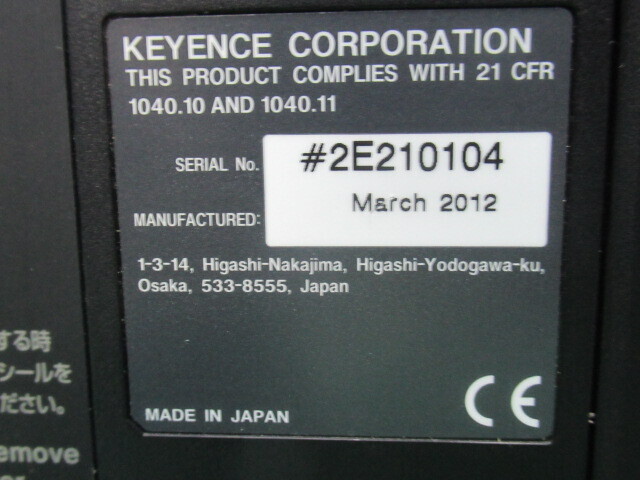 KEYENCE CORPORATION
THIS PRODUCT COMPLIES WITH 21 CFR
1040.10 AND 1040.11
SERIAL No. #2E210104
MANUFACTURED: March 2012
1-3-14, Higashi-Nakajima, Higashi-Yodogawa-ku,
Osaka, 533-8555, Japan
MADE IN JAPAN
CE
する時
シールを
ださい。
emove